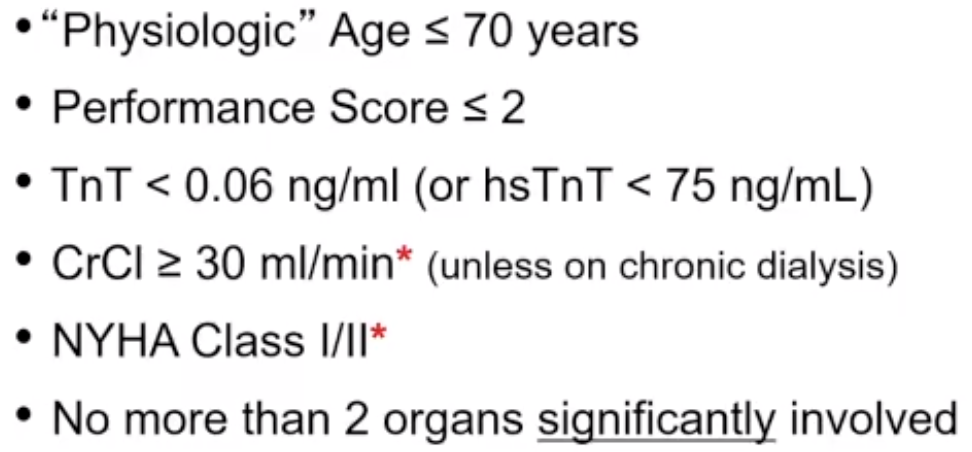 • “Physiologic” Age ≤ 70 years
• Performance Score ≤ 2
• TnT < 0.06 ng/ml (or hsTnT < 75 ng/mL)
• CrCl ≥ 30 ml/min* (unless on chronic dialysis)
• NYHA Class I/II*
• No more than 2 organs significantly involved